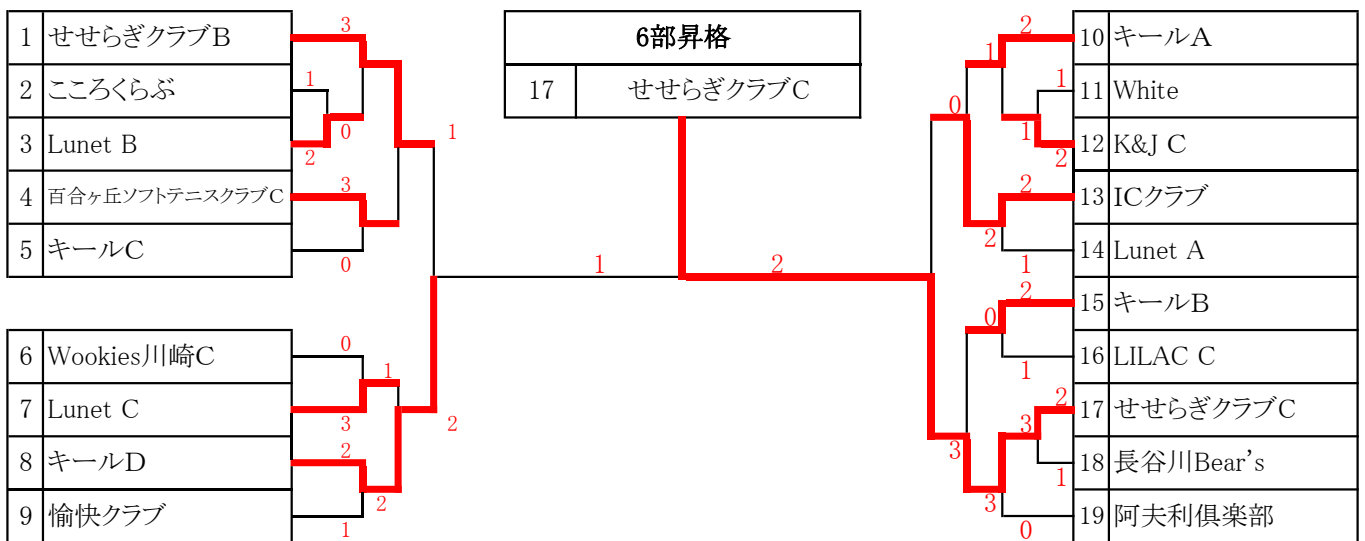 1 せせらぎクラブB
2 こころくらぶ
3 Lunet B
4 百合ヶ丘ソフトテニスクラブC
5 キールC
3
1
0
2
3
0
1
6 Wookies川崎C
7 Lunet C
8 キールD
9 愉快クラブ
0
1
3
2
2
1
2
6部昇格
17 せせらぎクラブC
1
2
10 キールA
11 White
12 K&J C
13 ICクラブ
14 Lunet A
15 キールB
16 LILAC C
17 せせらぎクラブC
18 長谷川Bear's
19 阿夫利倶楽部
2
1
1
0
1
2
2
2
1
2
0
1
2
3
1
3
3
0